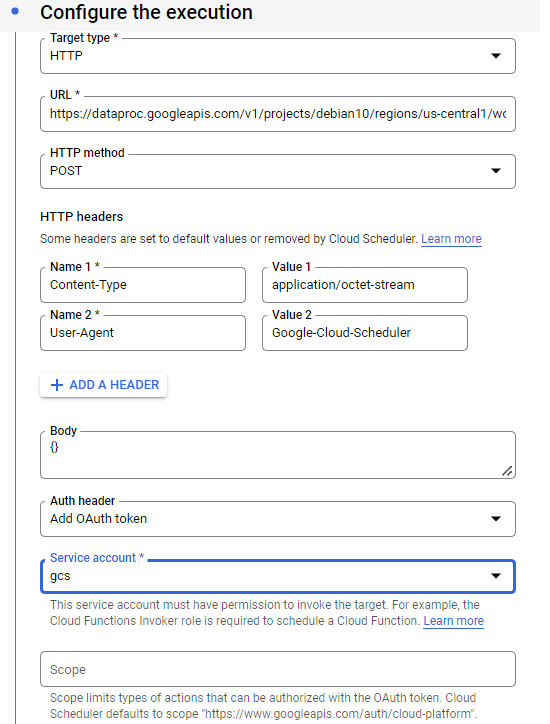 Configure the execution
Target type *
HTTP
URL *
https://dataproc.googleapis.com/v1/projects/debian10/regions/us-central1/wo
HTTP method
POST
HTTP headers
Some headers are set to default values or removed by Cloud Scheduler. Learn more
Name 1 *
Value 1
Content-Type
application/octet-stream
Name 2 *
Value 2
User-Agent
Google-Cloud-Scheduler
+ ADD A HEADER
Body
{}
Auth header
Add OAuth token
Service account *
gcs
This service account must have permission to invoke the target. For example, the
Cloud Functions Invoker role is required to schedule a Cloud Function. Learn more
Scope
Scope limits types of actions that can be authorized with the OAuth token. Cloud
Scheduler defaults to scope "https://www.googleapis.com/auth/cloud-platform".